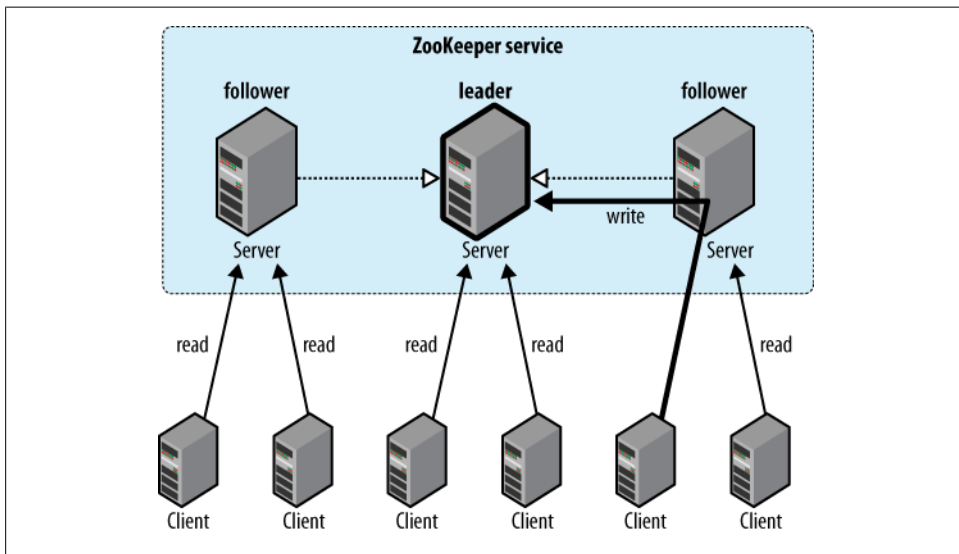 ZooKeeper service
follower
leader
follower
write
Server
Server
Server
read
read
read
read
read
Client
Client
Client
Client
Client
Client